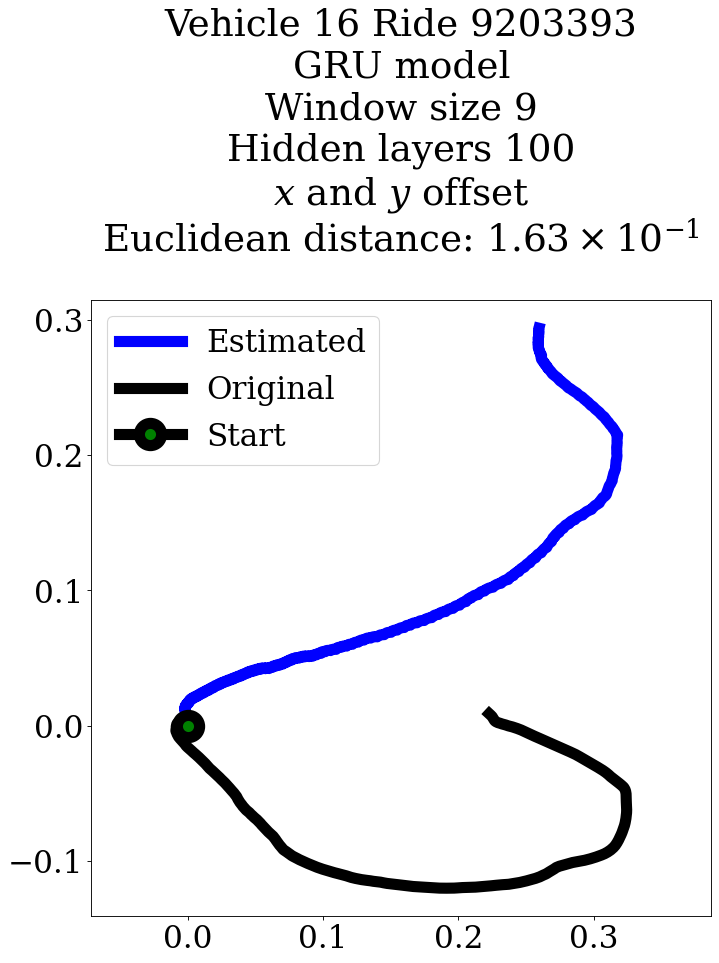 Vehicle 16 Ride 9203393
GRU model
Window size 9
Hidden layers 100
x and y offset
Euclidean distance: 1.63 × 10⁻¹
Estimated
Original
Start
0.3
0.2
0.1
0.0
−0.1
0.0 0.1 0.2 0.3